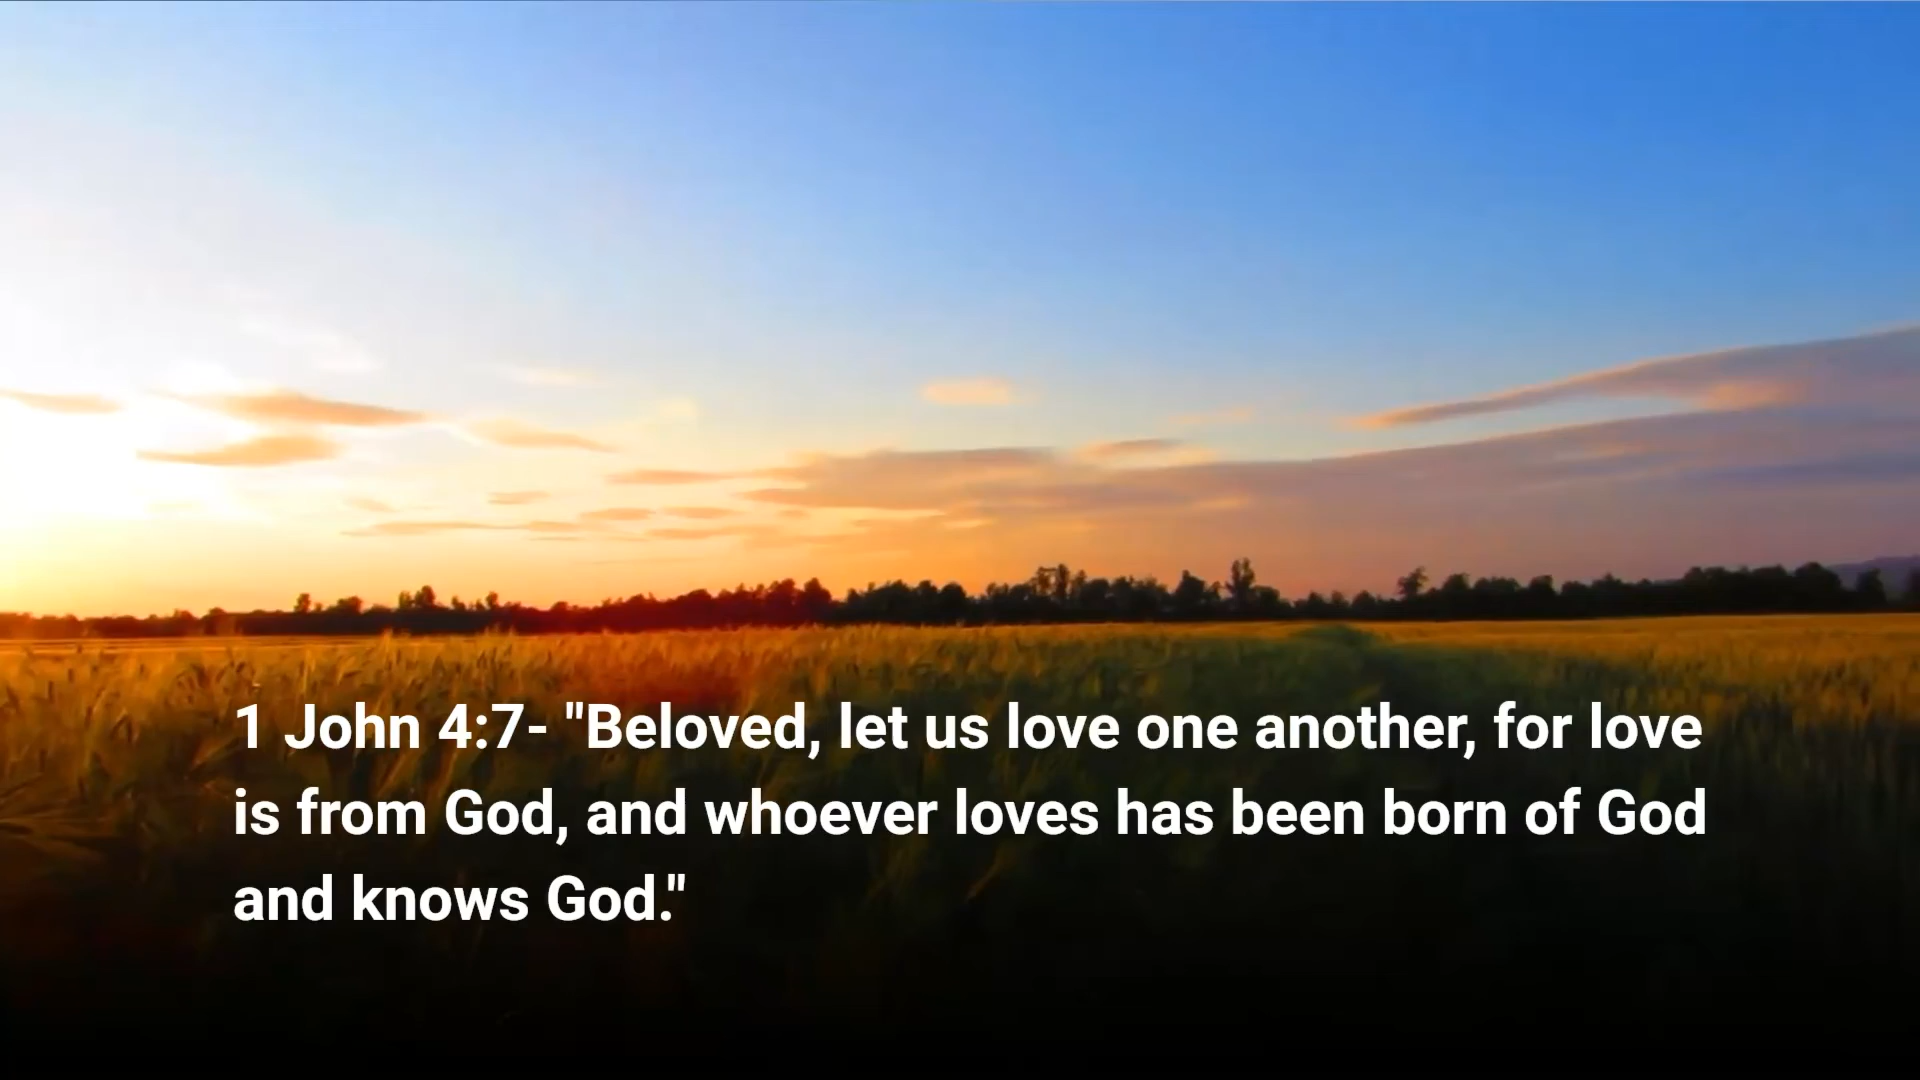 1 John 4:7- "Beloved, let us love one another, for love
is from God, and whoever loves has been born of God
and knows God."